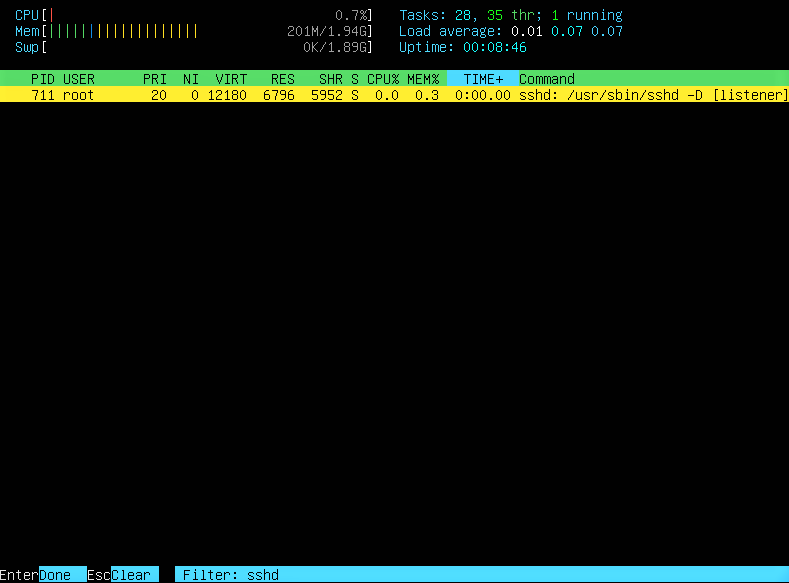 CPU[| 0.7%] Tasks: 28, 35 thr; 1 running
Mem[||||||||||||||||||| 201M/1.94G] Load average: 0.01 0.07 0.07
Swp[ 0K/1.89G] Uptime: 00:08:46
PID USER PRI NI VIRT RES SHR S CPU% MEM% TIME+ Command
711 root 20 0 12180 6796 5952 S 0.0 0.3 0:00.00 sshd: /usr/sbin/sshd -D [listener]
EnterDone EscClear Filter: sshd